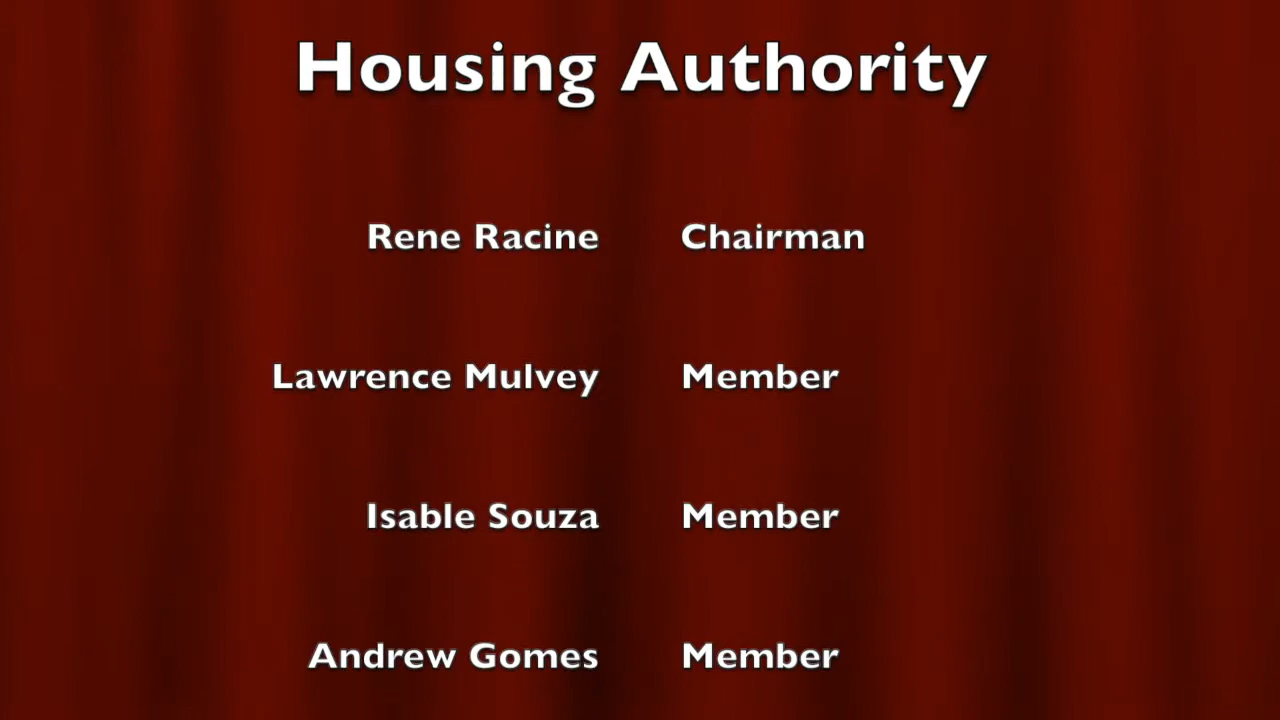 Housing Authority
Rene Racine Chairman
Lawrence Mulvey Member
Isable Souza Member
Andrew Gomes Member